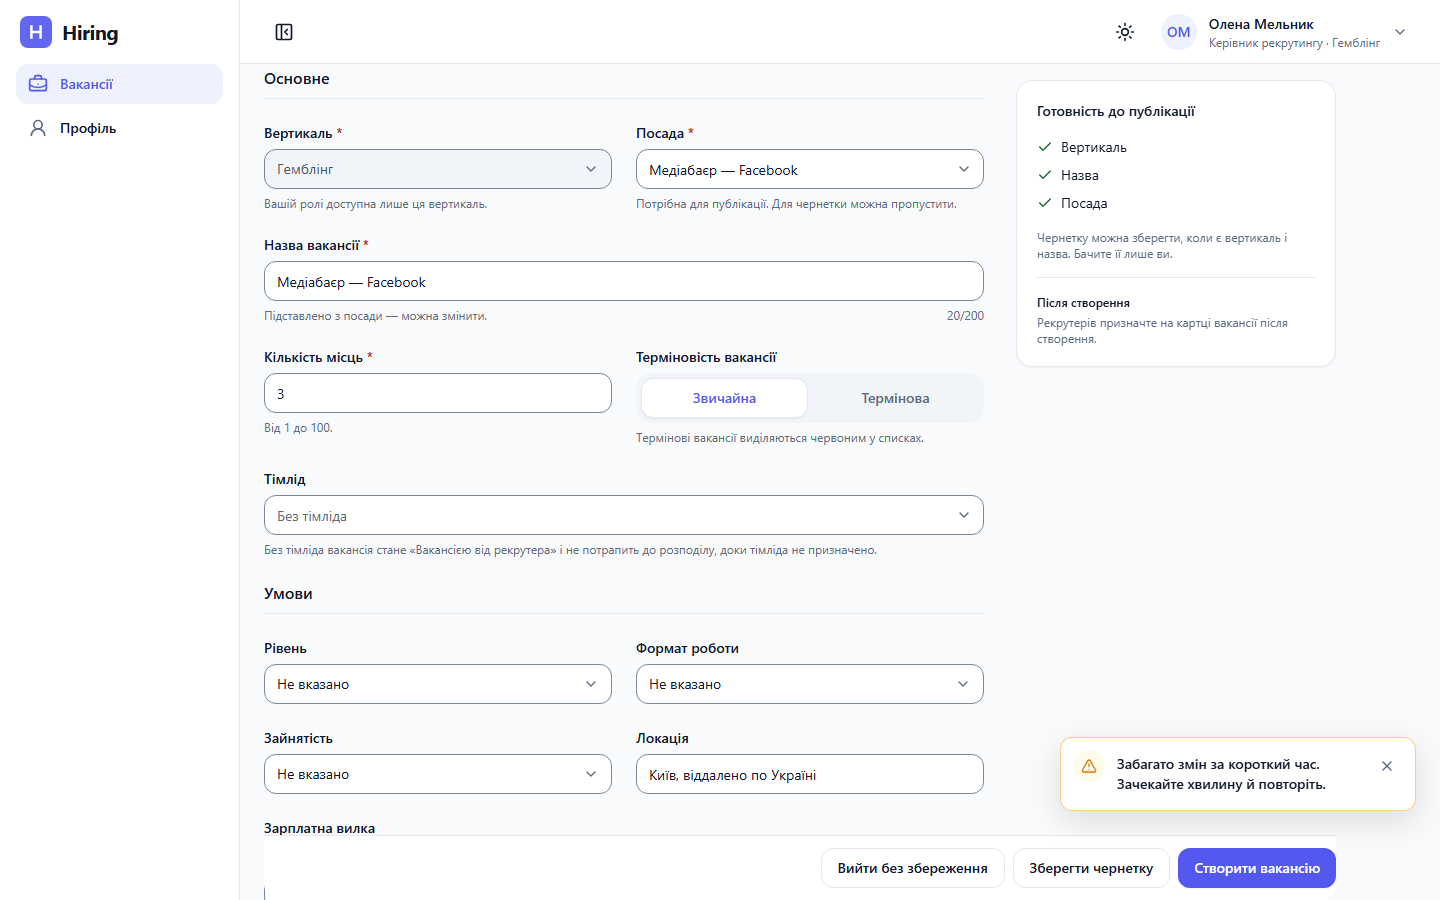 H Hiring
Вакансії
Профіль
ОМ
Олена Мельник
Керівник рекрутингу · Гемблінг
Основне
Вертикаль *
Гемблінг
Вашій ролі доступна лише ця вертикаль.
Посада *
Медіабаєр — Facebook
Потрібна для публікації. Для чернетки можна пропустити.
Назва вакансії *
Медіабаєр — Facebook
Підставлено з посади — можна змінити.
20/200
Кількість місць *
3
Від 1 до 100.
Терміновість вакансії
Звичайна
Термінова
Термінові вакансії виділяються червоним у списках.
Тімлід
Без тімліда
Без тімліда вакансія стане «Вакансією від рекрутера» і не потрапить до розподілу, доки тімліда не призначено.
Умови
Рівень
Не вказано
Формат роботи
Не вказано
Зайнятість
Не вказано
Локація
Київ, віддалено по Україні
Зарплатна вилка
Готовність до публікації
Вертикаль
Назва
Посада
Чернетку можна зберегти, коли є вертикаль і
назва. Бачите її лише ви.
Після створення
Рекрутерів призначте на картці вакансії після
створення.
Забагато змін за короткий час.
Зачекайте хвилину й повторіть.
Вийти без збереження
Зберегти чернетку
Створити вакансію